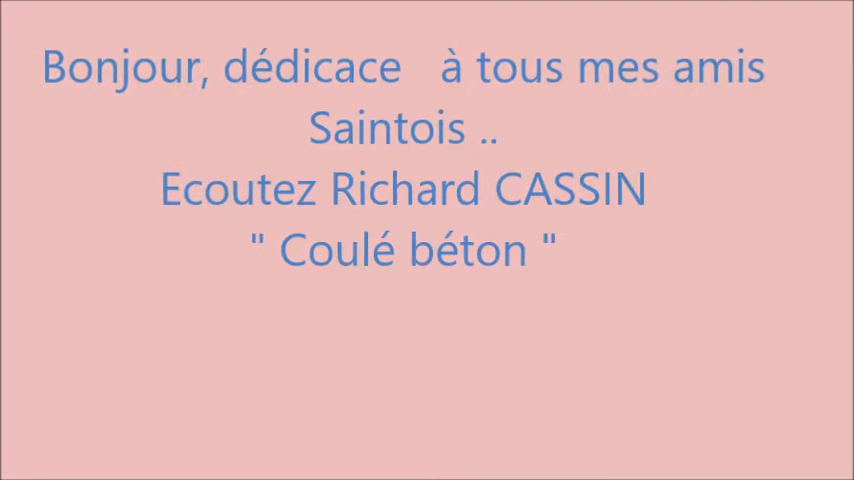 Bonjour, dédicace   à tous mes amis
Saintois ..
Ecoutez Richard CASSIN
" Coulé béton "